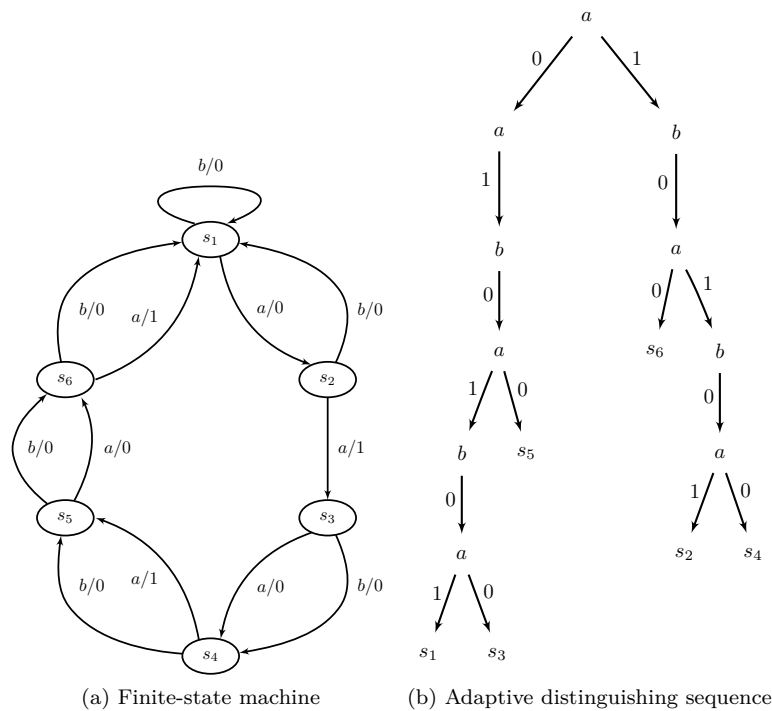 b/0
s1
b/0
a/1
a/0
b/0
s6
s2
b/0
a/0
a/1
s5
s3
b/0
a/1
a/0
b/0
s4
(a) Finite-state machine
a
0
1
a
b
1
0
b
a
0
0
1
a
s6
b
1
0
0
b
s5
a
0
1
0
a
s2
s4
1
0
s1
s3
(b) Adaptive distinguishing sequence